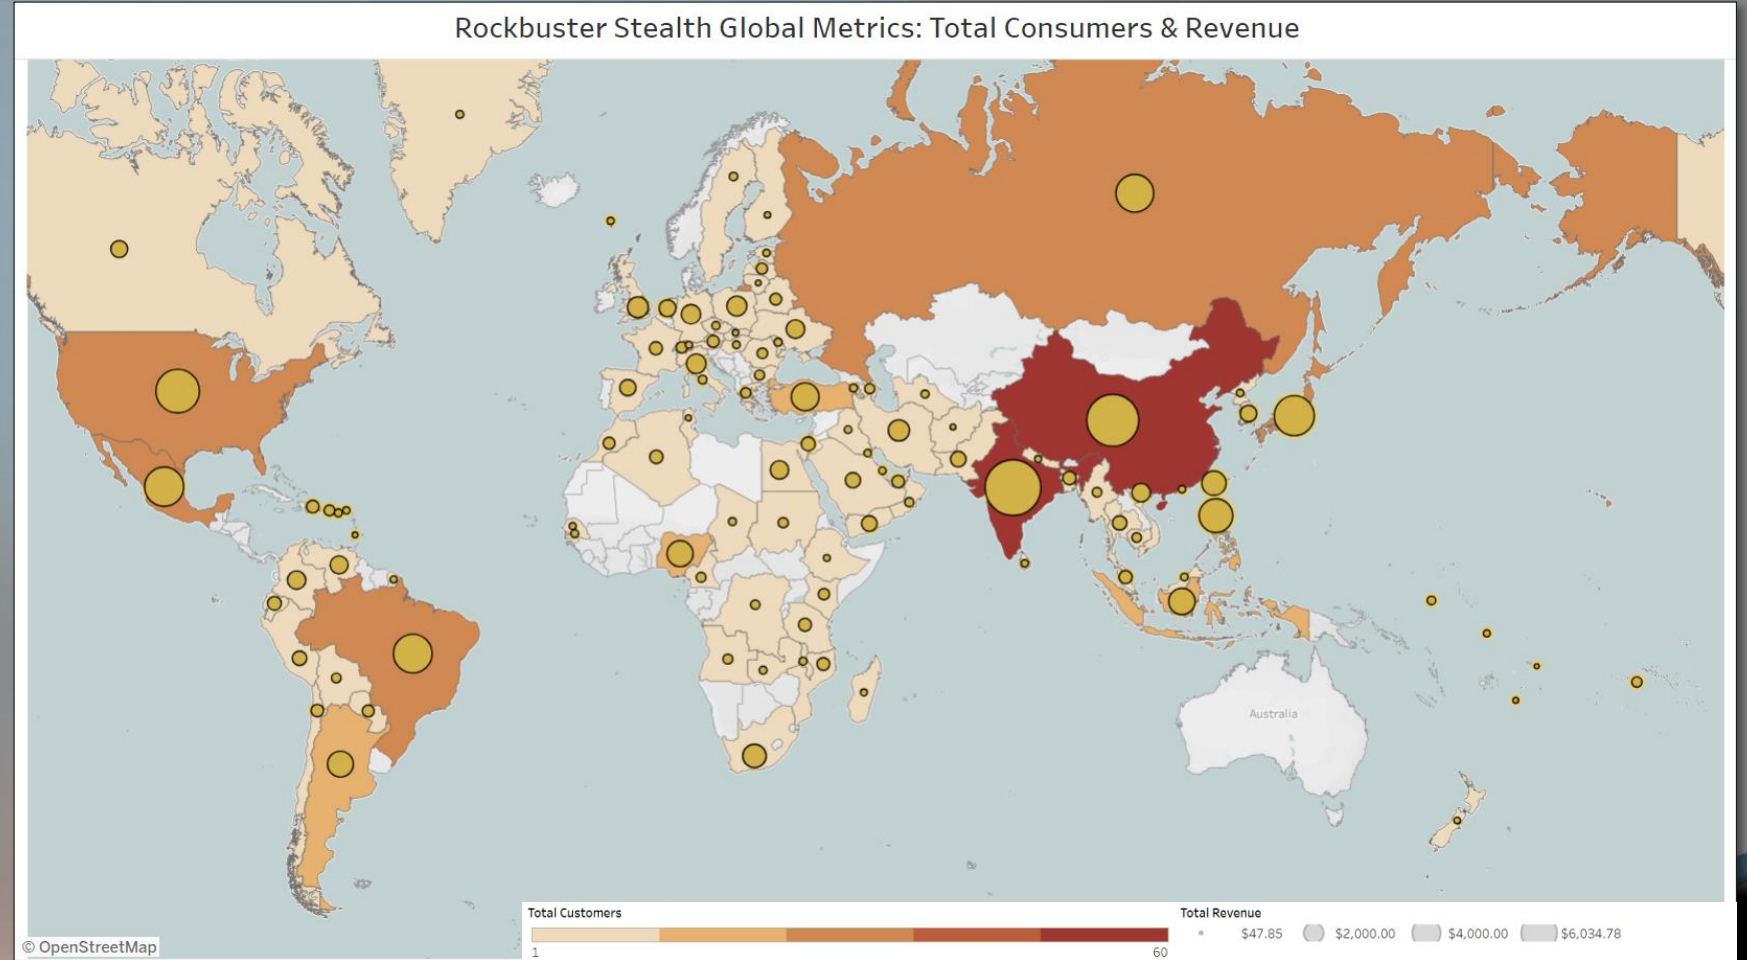 Rockbuster Stealth Global Metrics: Total Consumers & Revenue
Australia
Total Customers
1
60
Total Revenue
$47.85
$2,000.00
$4,000.00
$6,034.78
© OpenStreetMap